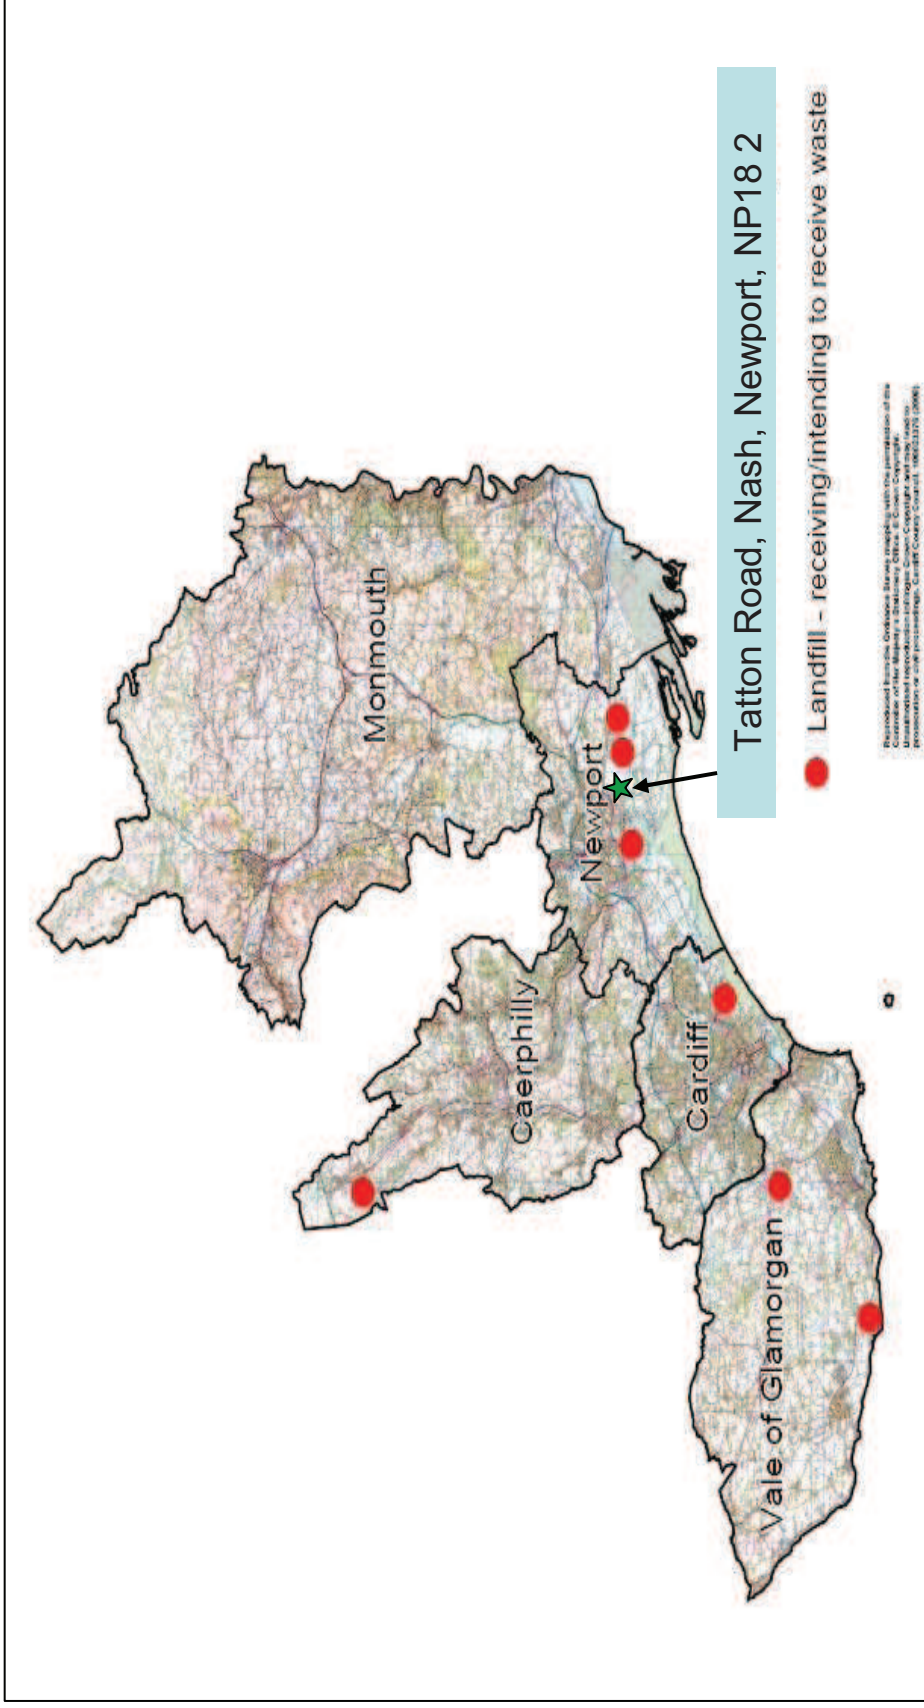 Monmouth
Newport
Caerphilly
Cardiff
Vale of Glamorgan
Tatton Road, Nash, Newport, NP18 2
Landfill - receiving/intending to receive waste